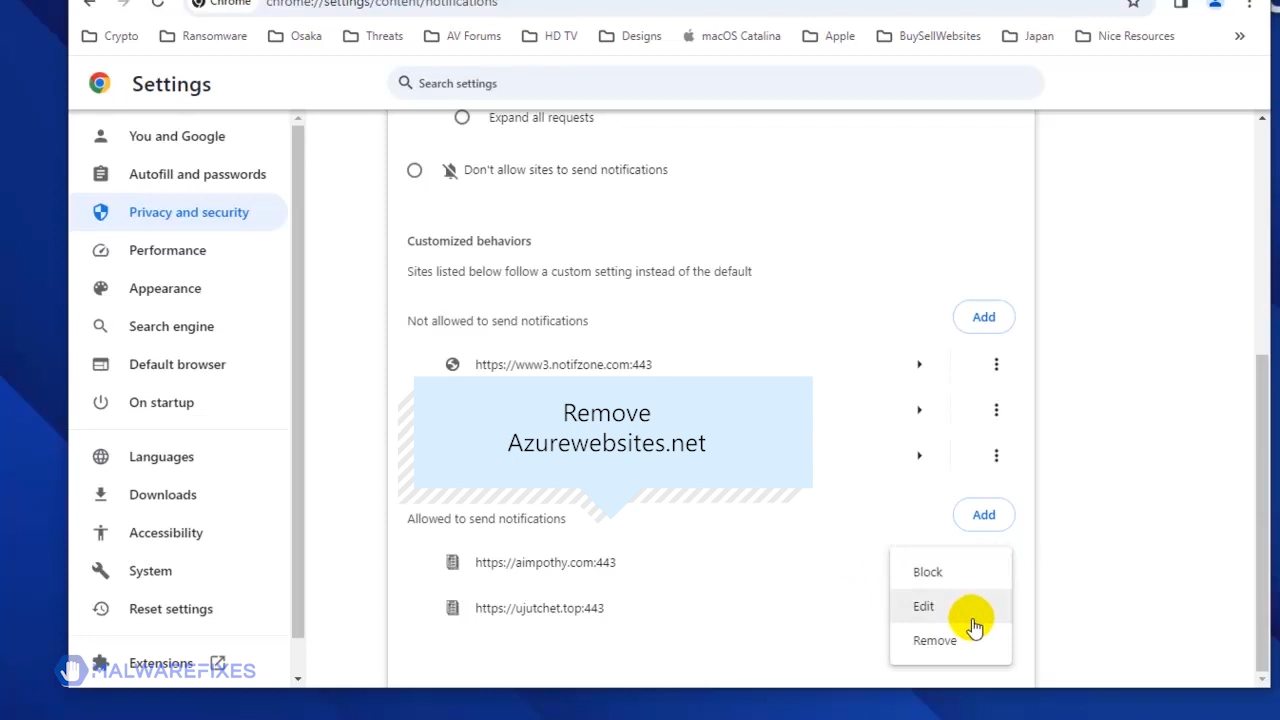 Chrome
chrome://settings/content/notifications
Crypto
Ransomware
Osaka
Threats
AV Forums
HD TV
Designs
macOS Catalina
Apple
BuySellWebsites
Japan
Nice Resources
»
Settings
Search settings
You and Google
Autofill and passwords
Privacy and security
Performance
Appearance
Search engine
Default browser
On startup
Languages
Downloads
Accessibility
System
Reset settings
Extensions
MALWAREFIXES
Expand all requests
Don't allow sites to send notifications
Customized behaviors
Sites listed below follow a custom setting instead of the default
Not allowed to send notifications
Add
https://www3.notifzone.com:443
Remove
Azurewebsites.net
Allowed to send notifications
Add
https://aimpothy.com:443
https://ujutchet.top:443
Block
Edit
Remove